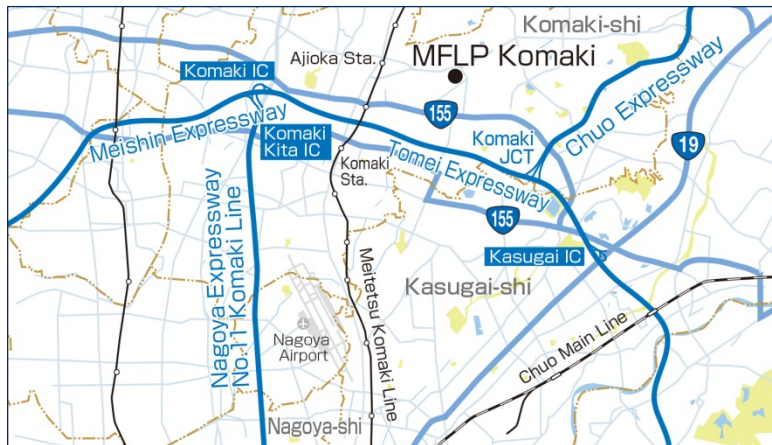 Komaki-shi
Ajioka Sta.
MFLP Komaki
Komaki IC
155
Chuo Expressway
Meishin Expressway
Komaki
Kita IC
Komaki
JCT
19
Tomei Expressway
Komaki
Sta.
155
Kasugai IC
Nagoya Expressway
No.11 Komaki Line
Meitetsu Komaki Line
Kasugai-shi
Nagoya
Airport
Chuo Main Line
Nagoya-shi